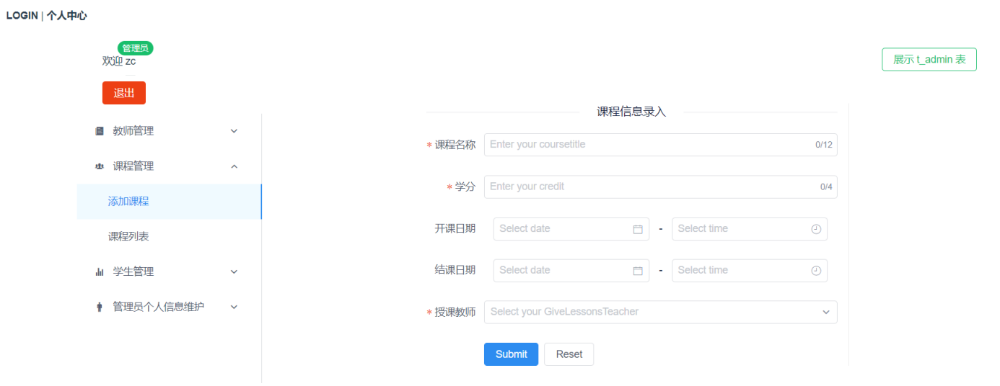 LOGIN | 个人中心
管理员
欢迎 zc
展示 t_admin 表
退出
课程信息录入
教师管理
* 课程名称 Enter your coursetitle 0/12
课程管理
* 学分 Enter your credit 0/4
添加课程
开课日期 Select date - Select time
课程列表
结课日期 Select date - Select time
学生管理
管理员个人信息维护
* 授课教师 Select your GiveLessonsTeacher
Submit Reset